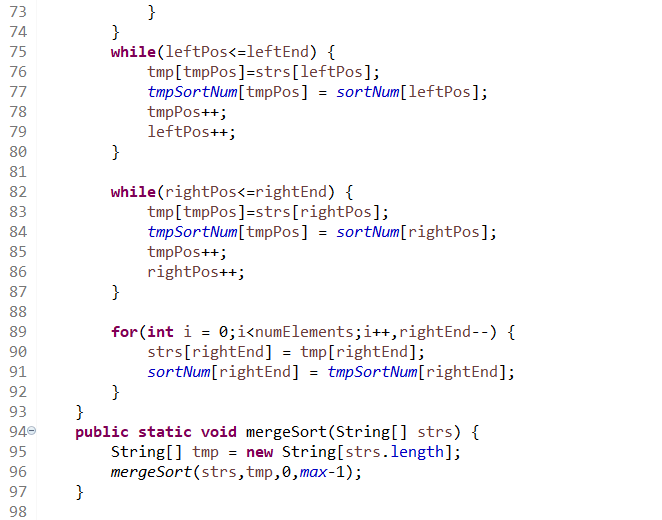 73 }
74 }
75 while(leftPos<=leftEnd) {
76 tmp[tmpPos]=strs[leftPos];
77 tmpSortNum[tmpPos] = sortNum[leftPos];
78 tmpPos++;
79 leftPos++;
80 }
81
82 while(rightPos<=rightEnd) {
83 tmp[tmpPos]=strs[rightPos];
84 tmpSortNum[tmpPos] = sortNum[rightPos];
85 tmpPos++;
86 rightPos++;
87 }
88
89 for(int i = 0;i<numElements;i++,rightEnd--) {
90 strs[rightEnd] = tmp[rightEnd];
91 sortNum[rightEnd] = tmpSortNum[rightEnd];
92 }
93 }
94 public static void mergeSort(String[] strs) {
95 String[] tmp = new String[strs.length];
96 mergeSort(strs,tmp,0,max-1);
97 }
98